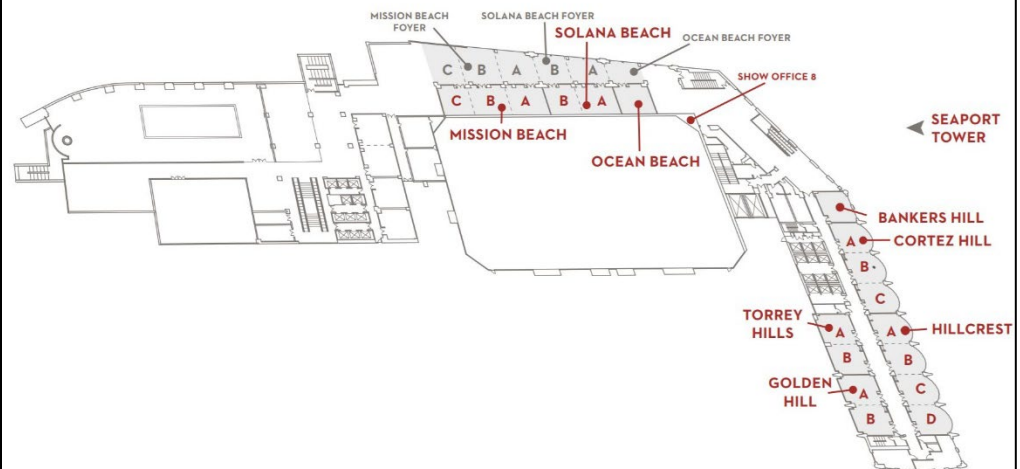 MISSION BEACH
FOYER
SOLANA BEACH FOYER
SOLANA BEACH
OCEAN BEACH FOYER
C B A B A
SHOW OFFICE 8
C B A B A
MISSION BEACH
OCEAN BEACH
SEAPORT
TOWER
BANKERS HILL
A CORTEZ HILL
B
C
TORREY
HILLS
A
A HILLCREST
B
B
GOLDEN
HILL
A
C
B
D